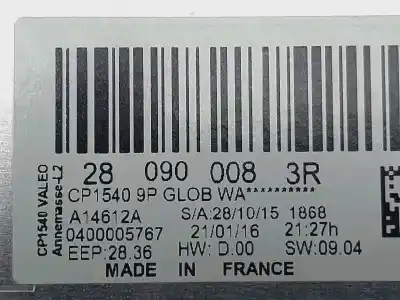 CP1540 VALEO
Annemasse-L2
28 090 008 3R
CP1540 9P GLOB WA**********
A14612A S/A:28/10/15 1868
0400005767 21/01/16 21:27h
EEP:28.36 HW: D.00 SW:09.04
MADE IN FRANCE